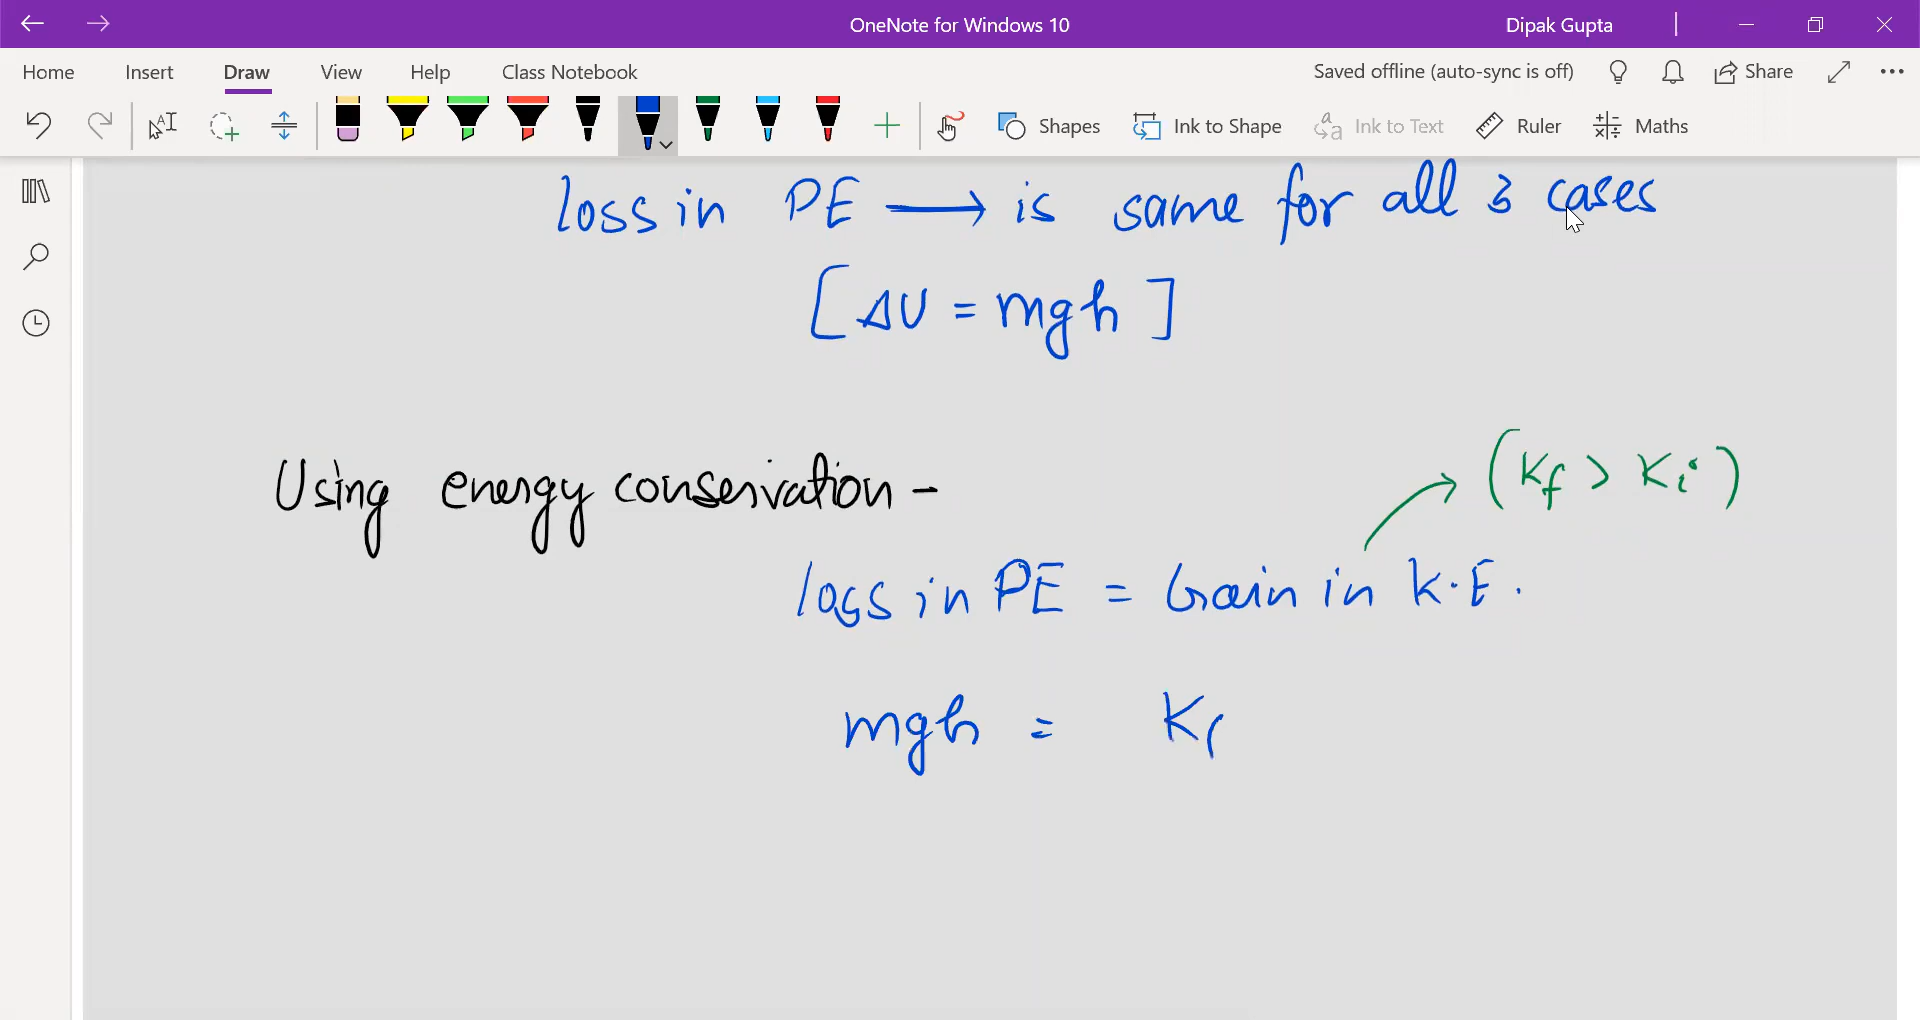 OneNote for Windows 10
Dipak Gupta
Home Insert Draw View Help Class Notebook
Saved offline (auto-sync is off) Share
Shapes Ink to Shape Ink to Text Ruler Maths
loss in PE → is same for all 3 cases
[ΔU = mgh]
Using energy conservation -
(Kf > Ki)
loss in PE = Gain in K.E.
mgh = K